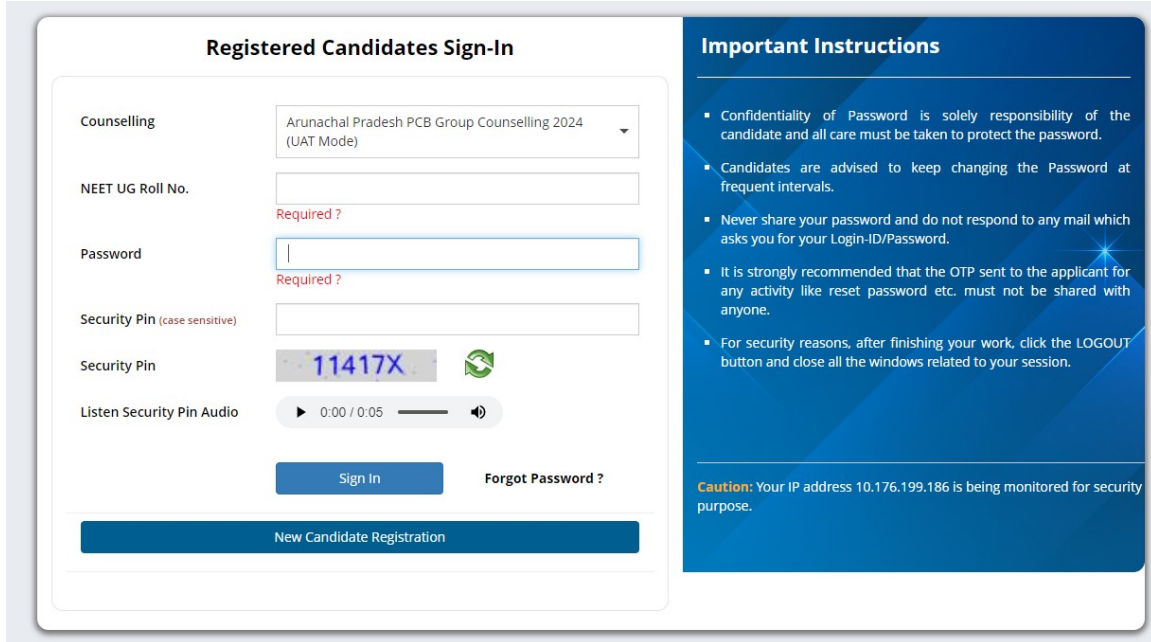 Registered Candidates Sign-In
Counselling
Arunachal Pradesh PCB Group Counselling 2024
(UAT Mode)
NEET UG Roll No.
Required ?
Password
Required ?
Security Pin (case sensitive)
Security Pin
11417X
Listen Security Pin Audio
0:00 / 0:05
Sign In
Forgot Password ?
New Candidate Registration
Important Instructions
Confidentiality of Password is solely responsibility of the
candidate and all care must be taken to protect the password.
Candidates are advised to keep changing the Password at
frequent intervals.
Never share your password and do not respond to any mail which
asks you for your Login-ID/Password.
It is strongly recommended that the OTP sent to the applicant for
any activity like reset password etc. must not be shared with
anyone.
For security reasons, after finishing your work, click the LOGOUT
button and close all the windows related to your session.
Caution: Your IP address 10.176.199.186 is being monitored for security
purpose.